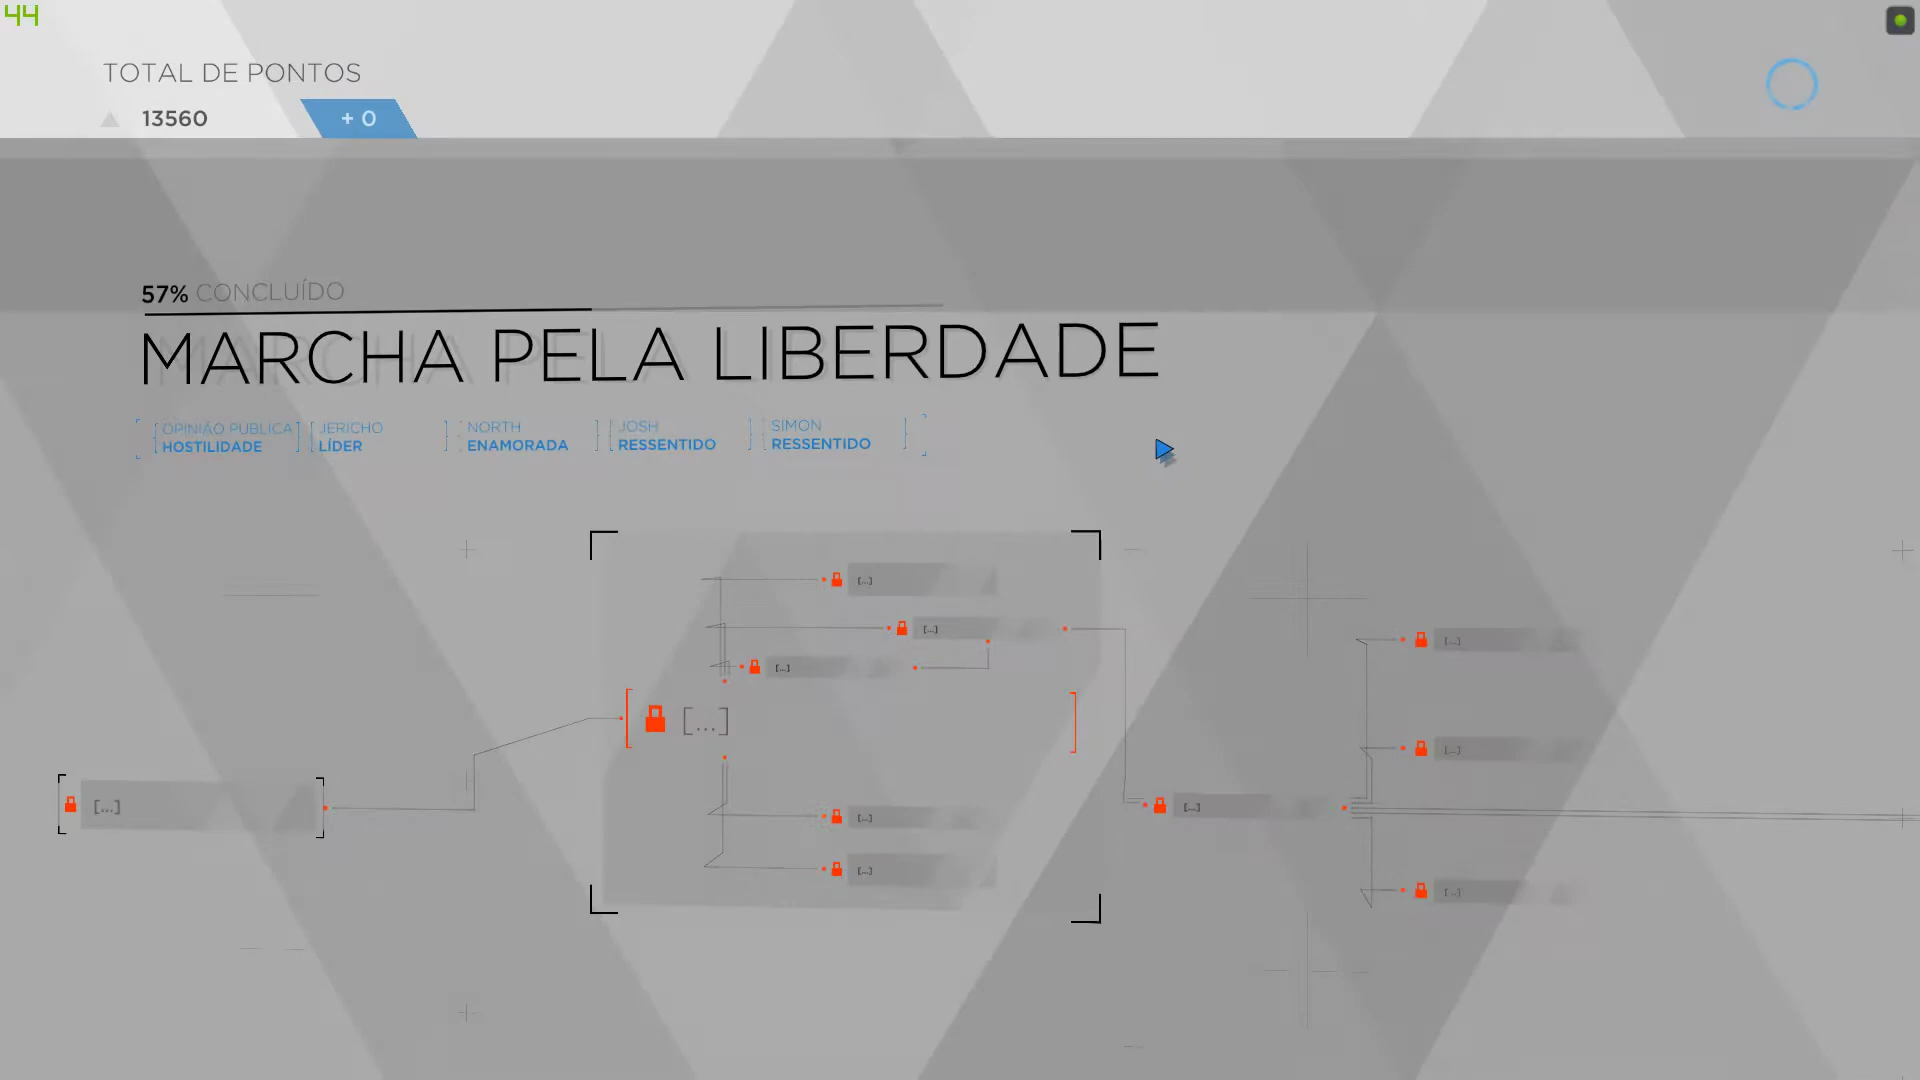 44
TOTAL DE PONTOS
13560
+ 0
57% CONCLUÍDO
MARCHA PELA LIBERDADE
OPINIÃO PUBLICA
HOSTILIDADE
JERICHO
LÍDER
NORTH
ENAMORADA
JOSH
RESSENTIDO
SIMON
RESSENTIDO
[...]
[...]
[...]
[...]
[...]
[...]
[...]
[...]
[...]
[...]
[...]